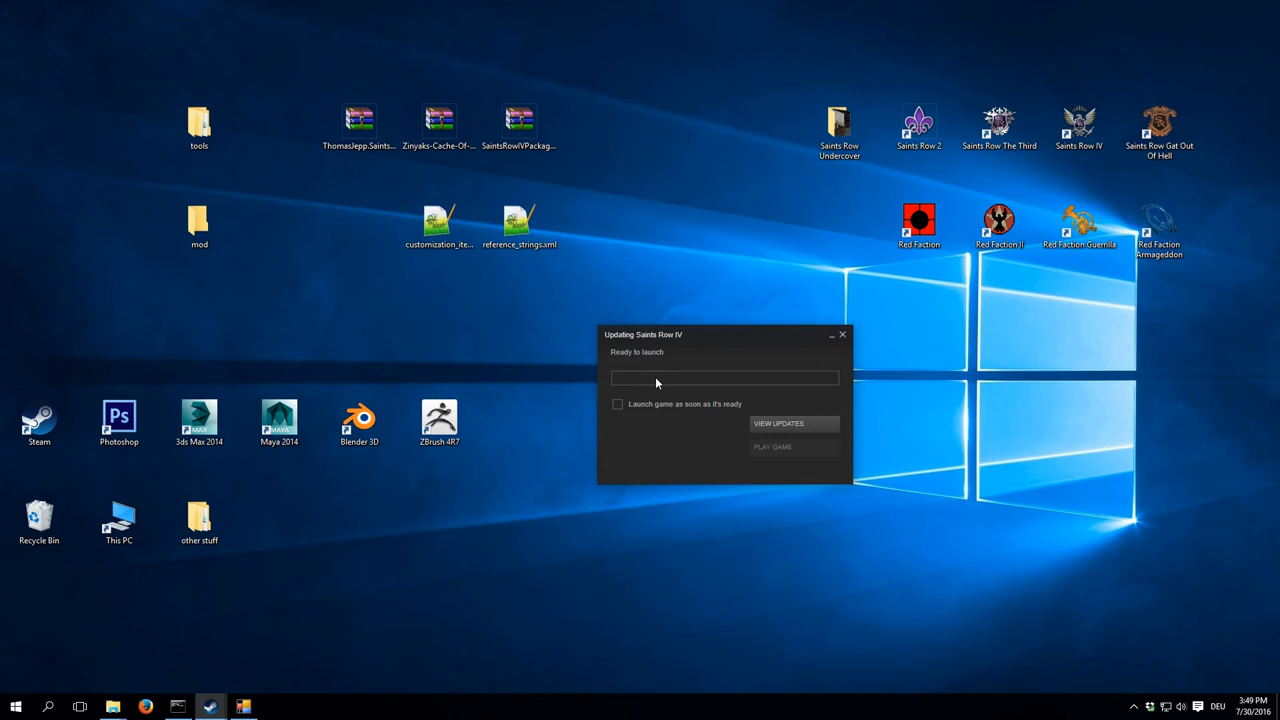 tools
ThomasJepp.Saints...
Zinyaks-Cache-Of-...
SaintsRowIVPackag...
Saints Row
Undercover
Saints Row 2
Saints Row The Third
Saints Row IV
Saints Row Gat Out
Of Hell
mod
customization_ite...
reference_strings.xml
Red Faction
Red Faction II
Red Faction Guerrilla
Red Faction
Armageddon
Updating Saints Row IV
Ready to launch
Launch game as soon as it's ready
VIEW UPDATES
PLAY GAME
Steam
Ps
Photoshop
MAX
3ds Max 2014
MAYA
Maya 2014
Blender 3D
ZBrush 4R7
Recycle Bin
This PC
other stuff
DEU
3:49 PM
7/30/2016